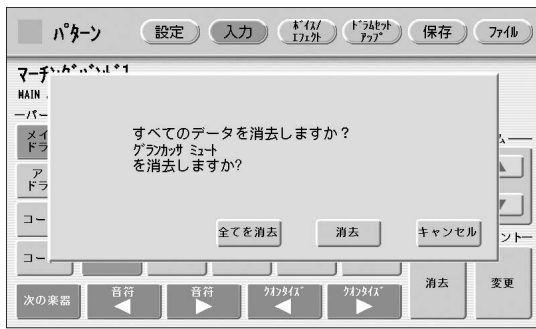 パターン 設定 入力 ﾎﾞｲｽ/ｴﾌｪｸﾄ ﾄﾞﾗﾑｾｯﾄｱｯﾌﾟ 保存 ﾌｧｲﾙ
マーチングバンド1
MAIN
すべてのデータを消去しますか？
ｸﾞﾗﾝｶｯｻ ﾐｭｰﾄ
を消去しますか?
全てを消去 消去 キャンセル
次の楽器 音符 音符 ｸｵﾝﾀｲｽﾞ ｸｵﾝﾀｲｽﾞ 消去 変更